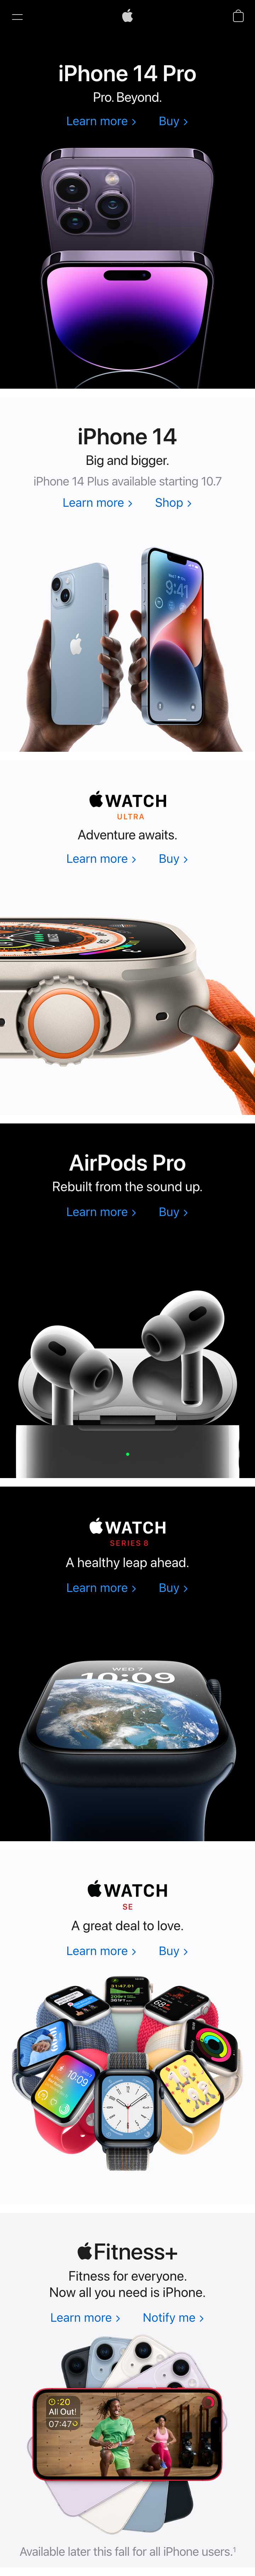 iPhone 14 Pro
Pro. Beyond.
Learn more > Buy >
iPhone 14
Big and bigger.
iPhone 14 Plus available starting 10.7
Learn more > Shop >
9:41
WATCH
ULTRA
Adventure awaits.
Learn more > Buy >
AirPods Pro
Rebuilt from the sound up.
Learn more > Buy >
WATCH
SERIES 8
A healthy leap ahead.
Learn more > Buy >
WED 7
10:09
WATCH
SE
A great deal to love.
Learn more > Buy >
31:47.01
68°
10:09
Fitness+
Fitness for everyone.
Now all you need is iPhone.
Learn more > Notify me >
:20
All Out!
07:47
Available later this fall for all iPhone users.¹